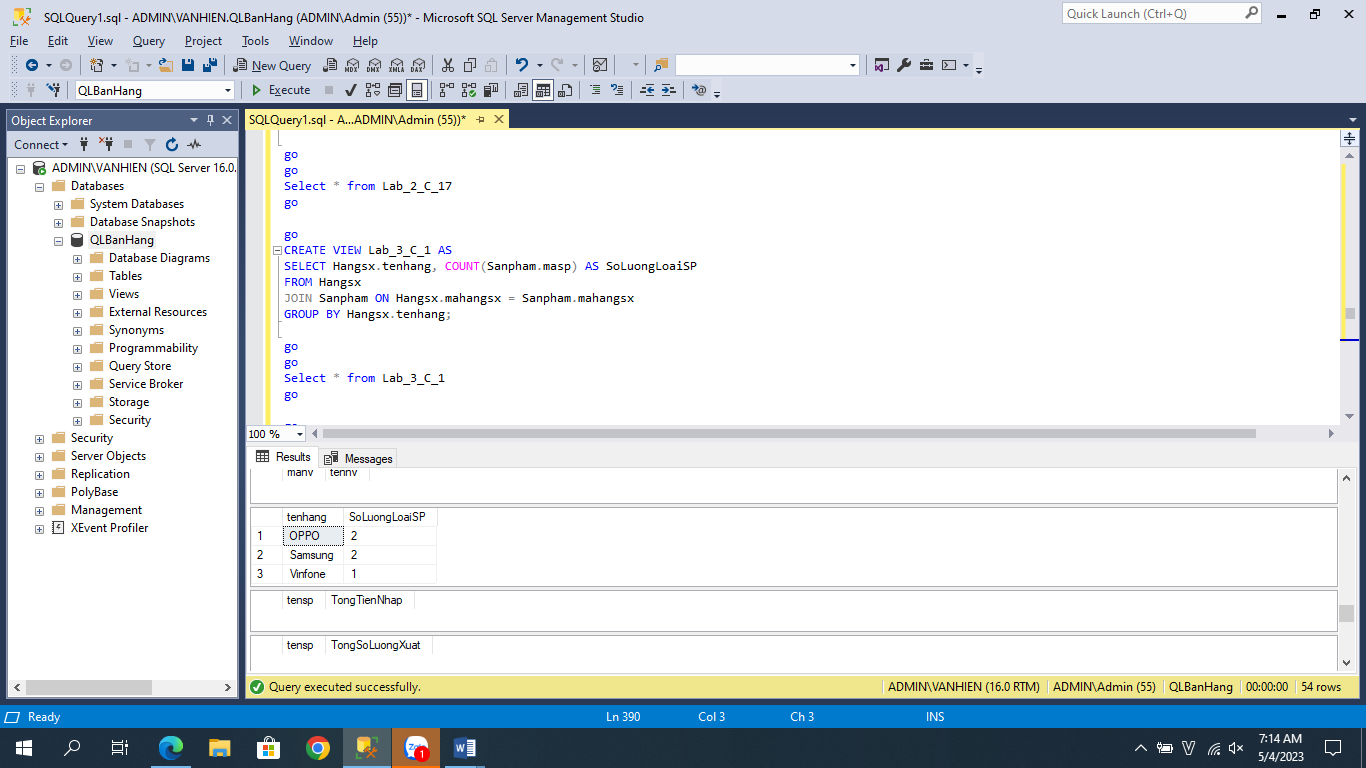 SQLQuery1.sql - ADMIN\VANHIEN.QLBanHang (ADMIN\Admin (55))* - Microsoft SQL Server Management Studio
Quick Launch (Ctrl+Q)
File Edit View Query Project Tools Window Help
New Query MDX DMX XMLA DAX
QLBanHang Execute
Object Explorer
Connect
ADMIN\VANHIEN (SQL Server 16.0.
Databases
System Databases
Database Snapshots
QLBanHang
Database Diagrams
Tables
Views
External Resources
Synonyms
Programmability
Query Store
Service Broker
Storage
Security
Security
Server Objects
Replication
PolyBase
Management
XEvent Profiler
SQLQuery1.sql - A...ADMIN\Admin (55))*
go
go
Select * from Lab_2_C_17
go
go
CREATE VIEW Lab_3_C_1 AS
SELECT Hangsx.tenhang, COUNT(Sanpham.masp) AS SoLuongLoaiSP
FROM Hangsx
JOIN Sanpham ON Hangsx.mahangsx = Sanpham.mahangsx
GROUP BY Hangsx.tenhang;
go
go
Select * from Lab_3_C_1
go
go
100 %
Results Messages
manv tennv
tenhang SoLuongLoaiSP
1 OPPO 2
2 Samsung 2
3 Vinfone 1
tensp TongTienNhap
tensp TongSoLuongXuat
Query executed successfully. ADMIN\VANHIEN (16.0 RTM) ADMIN\Admin (55) QLBanHang 00:00:00 54 rows
Ready Ln 390 Col 3 Ch 3 INS
Zalo 1
7:14 AM
5/4/2023